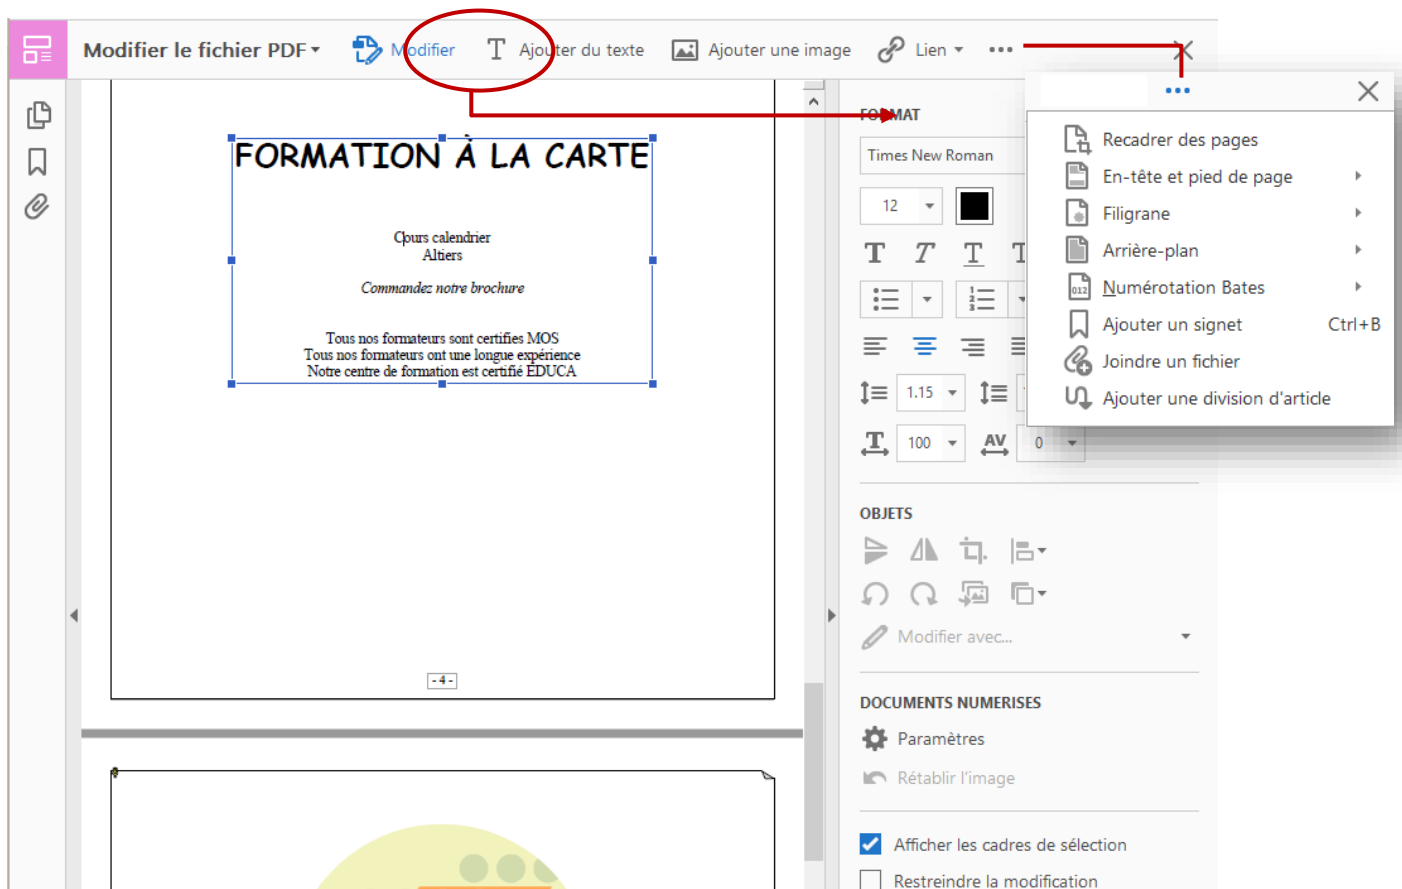 Modifier le fichier PDF
Modifier
Ajouter du texte
Ajouter une image
Lien
FORMATION À LA CARTE
Cours calendrier
Altiers
Commandez notre brochure
Tous nos formateurs sont certifies MOS
Tous nos formateurs ont une longue expérience
Notre centre de formation est certifié EDUCA
- 4 -
FORMAT
Times New Roman
12
1.15
100
0
Recadrer des pages
En-tête et pied de page
Filigrane
Arrière-plan
Numérotation Bates
Ajouter un signet Ctrl+B
Joindre un fichier
Ajouter une division d'article
OBJETS
Modifier avec...
DOCUMENTS NUMERISES
Paramètres
Rétablir l'image
Afficher les cadres de sélection
Restreindre la modification